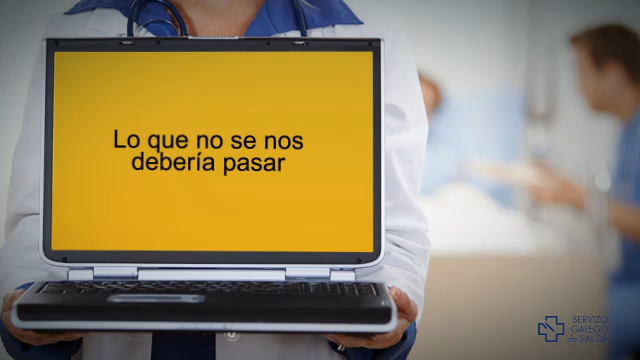 Lo que no se nos
debería pasar
SERVIZO
GALEGO
de SAÚDE